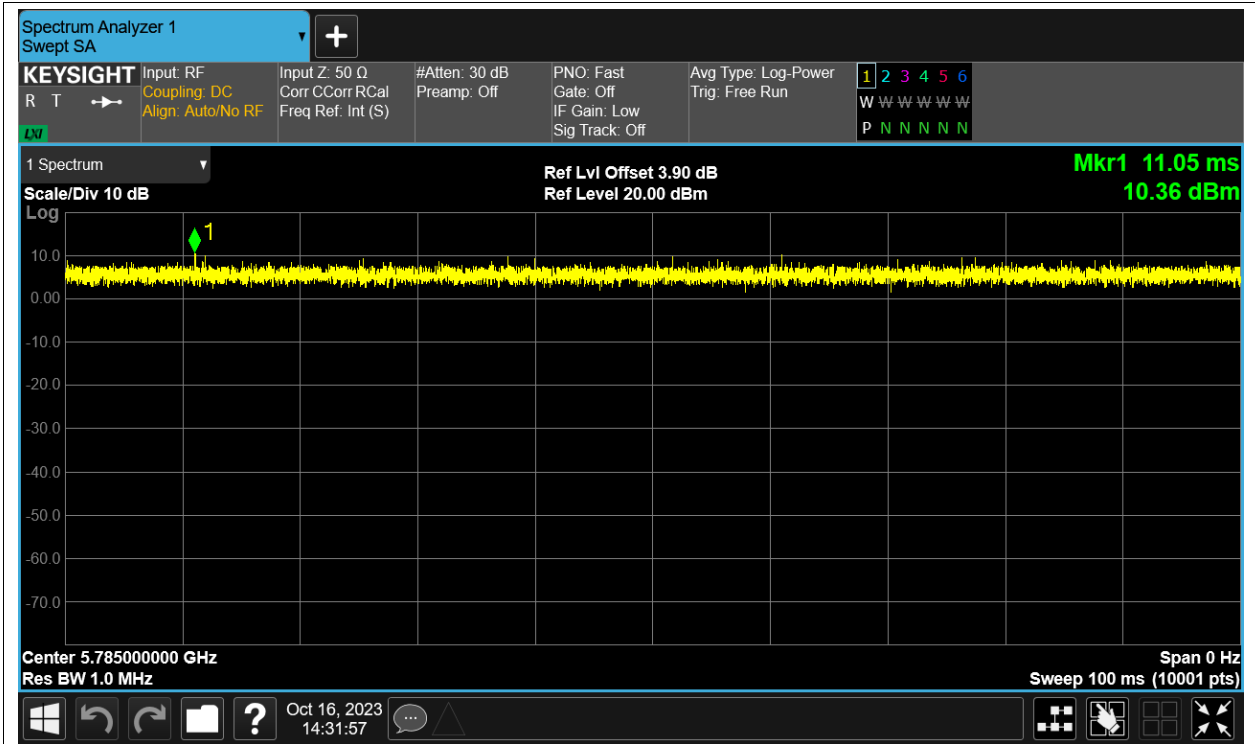 Spectrum Analyzer 1
Swept SA
KEYSIGHT
R T
LXI
Input: RF
Coupling: DC
Align: Auto/No RF
Input Z: 50 Ω
Corr CCorr RCal
Freq Ref: Int (S)
#Atten: 30 dB
Preamp: Off
PNO: Fast
Gate: Off
IF Gain: Low
Sig Track: Off
Avg Type: Log-Power
Trig: Free Run
1 2 3 4 5 6
W W W W W W
P N N N N N
1 Spectrum
Scale/Div 10 dB
Log
Ref Lvl Offset 3.90 dB
Ref Level 20.00 dBm
Mkr1 11.05 ms
10.36 dBm
1
10.0
0.00
-10.0
-20.0
-30.0
-40.0
-50.0
-60.0
-70.0
Center 5.785000000 GHz
Res BW 1.0 MHz
Span 0 Hz
Sweep 100 ms (10001 pts)
?
Oct 16, 2023
14:31:57